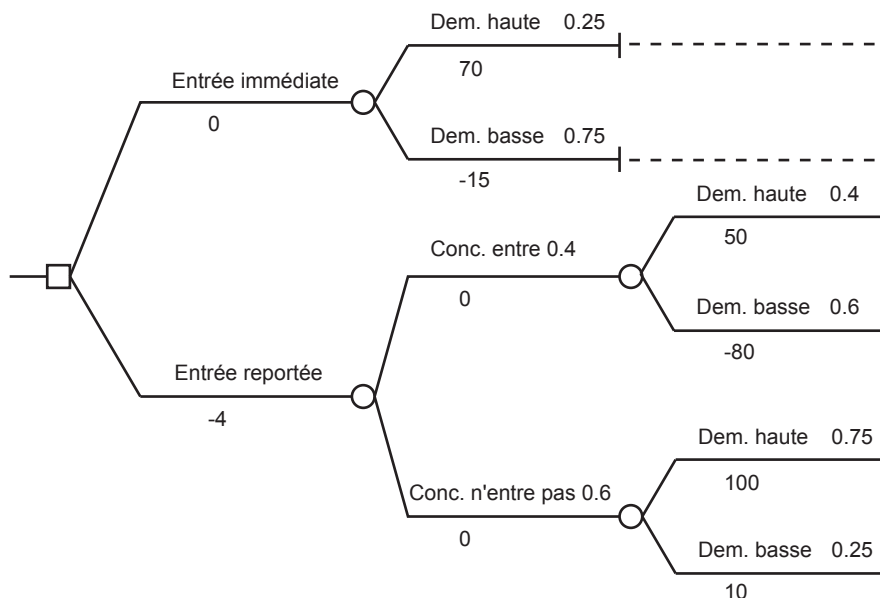 Dem. haute 0.25
70
Entrée immédiate
0
Dem. basse 0.75
-15
Dem. haute 0.4
50
Conc. entre 0.4
0
Dem. basse 0.6
-80
Entrée reportée
-4
Dem. haute 0.75
100
Conc. n'entre pas 0.6
0
Dem. basse 0.25
10